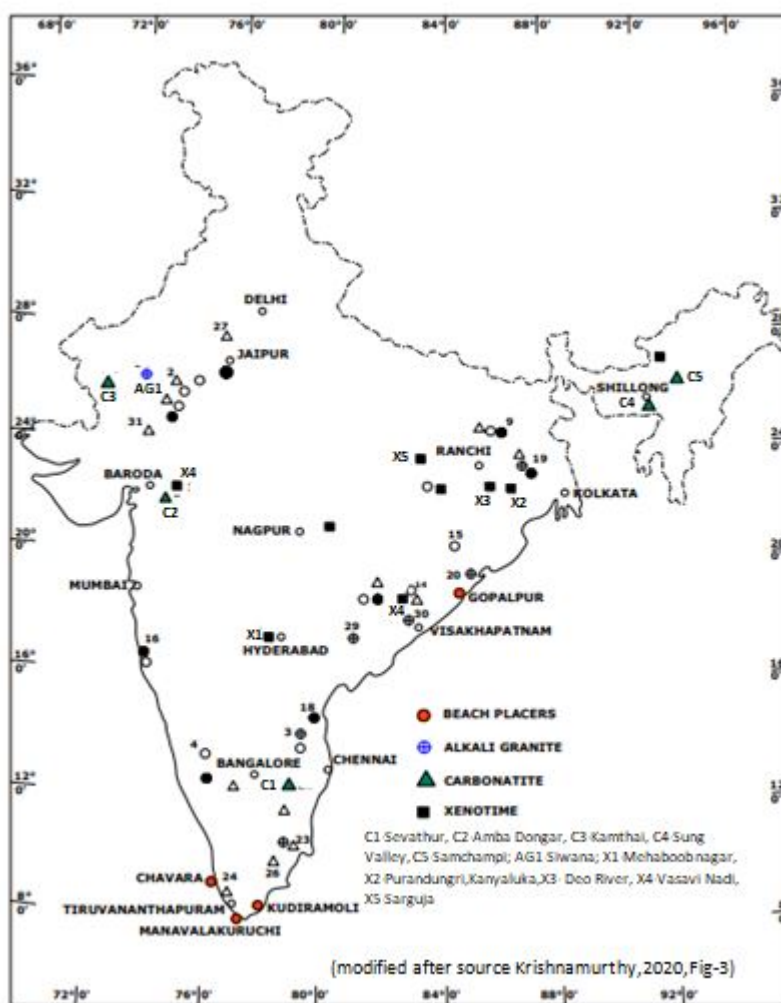 68°/0' 72° 76° 80° 84° 88° 92° 96°
0' 0' 0' 0' 0' 0' 0'
36°
0'
32°
0'
28°
0'
24°
0'
20°
0'
16°
0'
12°
0'
8°
0'
DELHI
27
JAIPUR
2
AG1
C3
31
BARODA
X4
C2
SHILLONG
C5
C4
9
RANCHI
X5
19
X3
X2
KOLKATA
NAGPUR
15
20
GOPALPUR
MUMBAI
14
X4
30
VISAKHAPATNAM
X1
HYDERABAD
29
16
18
3
4
BANGALORE
C1
CHENNAI
23
26
CHAVARA
24
TIRUVANANTHAPURAM
KUDIRAMOLI
MANAVALAKURUCHI
BEACH PLACERS
ALKALI GRANITE
CARBONATITE
XENOTIME
C1-Sevathur, C2-Amba Dongar, C3-Kamthai, C4-Sung
Valley, C5-Samchampi; AG1-Siwana; X1-Mehaboobnagar,
X2-Purandungri,Kanyaluka,X3- Deo River, X4-Vasavi Nadi,
X5 Sarguja
(modified after source Krishnamurthy,2020,Fig-3)
72°0' 76° 80° 84° 88° 92°
0' 0' 0' 0' 0'